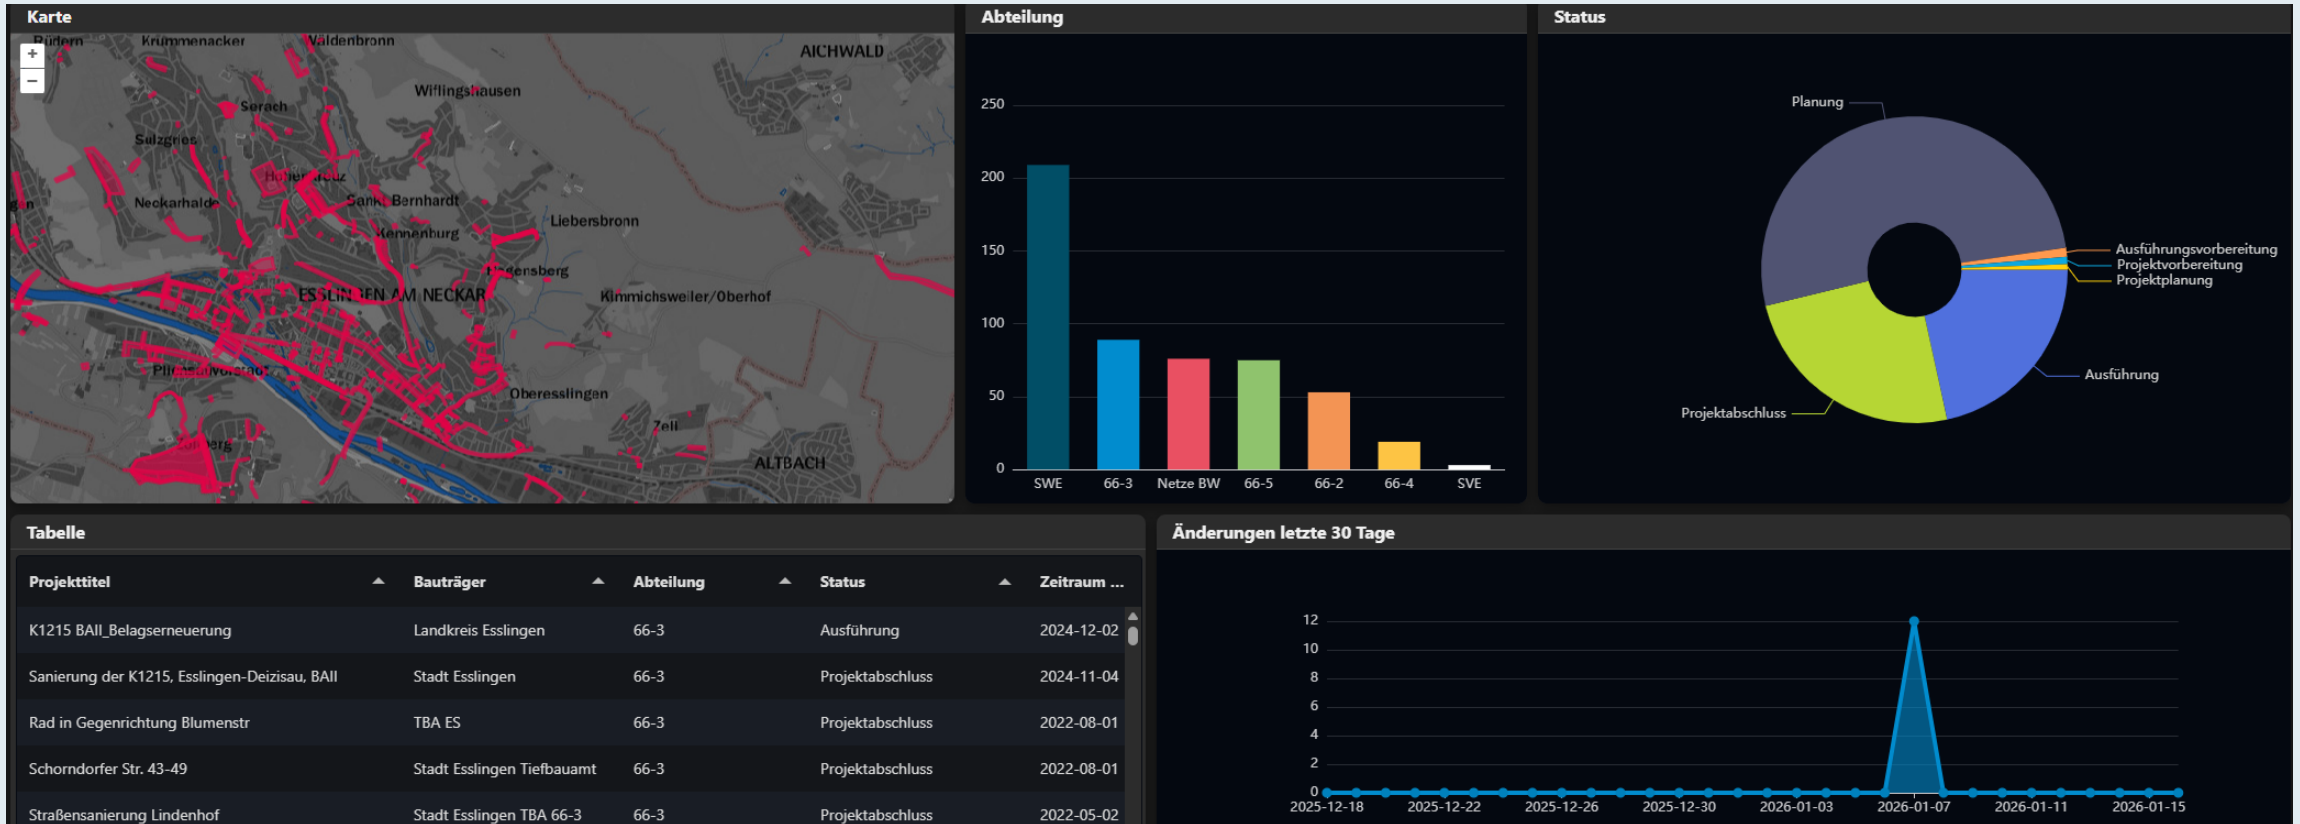 Karte
+
−
Rüdern
Krummenacker
Waldenbronn
AICHWALD
Wiflingshausen
Serach
Sulzgries
Hohenkreuz
Neckarhalde
Sankt Bernhardt
Liebersbronn
Kennenburg
Hegensberg
ESSLINGEN AM NECKAR
Kimmichsweiler/Oberhof
Pliensauvorstadt
Oberesslingen
Zell
Zollberg
ALTBACH
Abteilung
250
200
150
100
50
0
SWE 66-3 Netze BW 66-5 66-2 66-4 SVE
Status
Planung
Ausführungsvorbereitung
Projektvorbereitung
Projektplanung
Ausführung
Projektabschluss
Tabelle
Projekttitel Bauträger Abteilung Status Zeitraum ...
K1215 BAII_Belagserneuerung Landkreis Esslingen 66-3 Ausführung 2024-12-02
Sanierung der K1215, Esslingen-Deizisau, BAII Stadt Esslingen 66-3 Projektabschluss 2024-11-04
Rad in Gegenrichtung Blumenstr TBA ES 66-3 Projektabschluss 2022-08-01
Schorndorfer Str. 43-49 Stadt Esslingen Tiefbauamt 66-3 Projektabschluss 2022-08-01
Straßensanierung Lindenhof Stadt Esslingen TBA 66-3 66-3 Projektabschluss 2022-05-02
Änderungen letzte 30 Tage
12
10
8
6
4
2
0
2025-12-18 2025-12-22 2025-12-26 2025-12-30 2026-01-03 2026-01-07 2026-01-11 2026-01-15